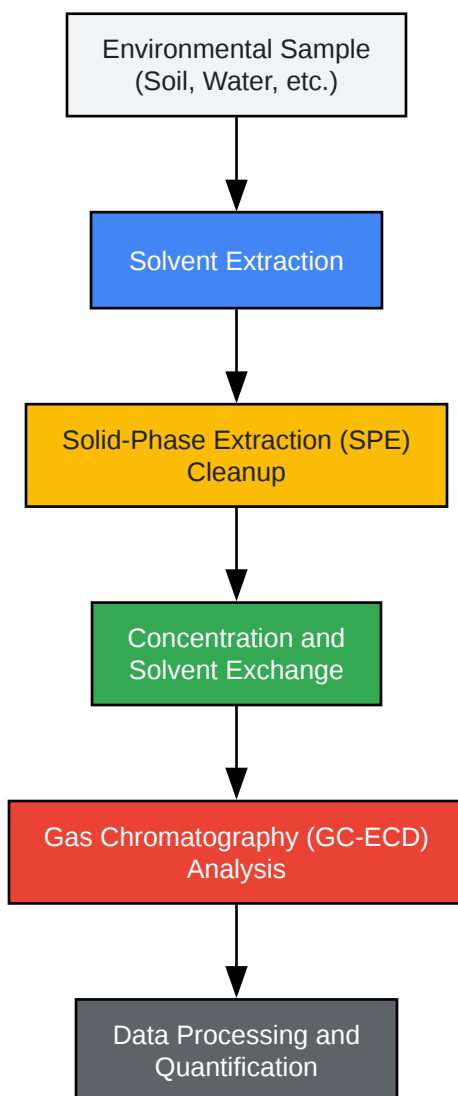 Environmental Sample
(Soil, Water, etc.)
Solvent Extraction
Solid-Phase Extraction (SPE)
Cleanup
Concentration and
Solvent Exchange
Gas Chromatography (GC-ECD)
Analysis
Data Processing and
Quantification